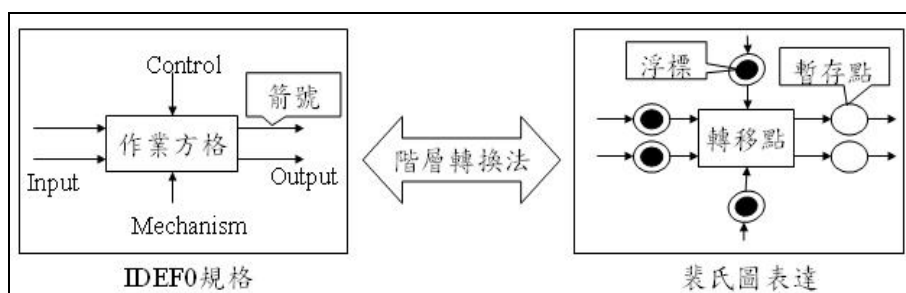 Control
箭號
作業方格
Input
Output
Mechanism
IDEF0規格
階層轉換法
浮標
暫存點
轉移點
裴氏圖表達